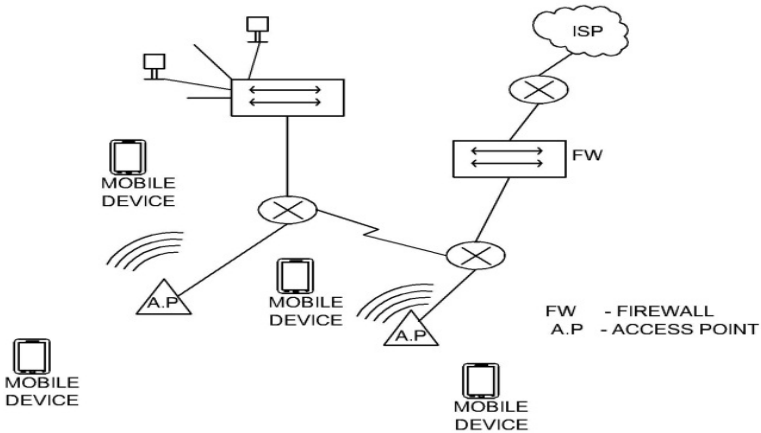 ISP
FW
MOBILE
DEVICE
A.P
MOBILE
DEVICE
A.P
FW - FIREWALL
A.P - ACCESS POINT
MOBILE
DEVICE
MOBILE
DEVICE